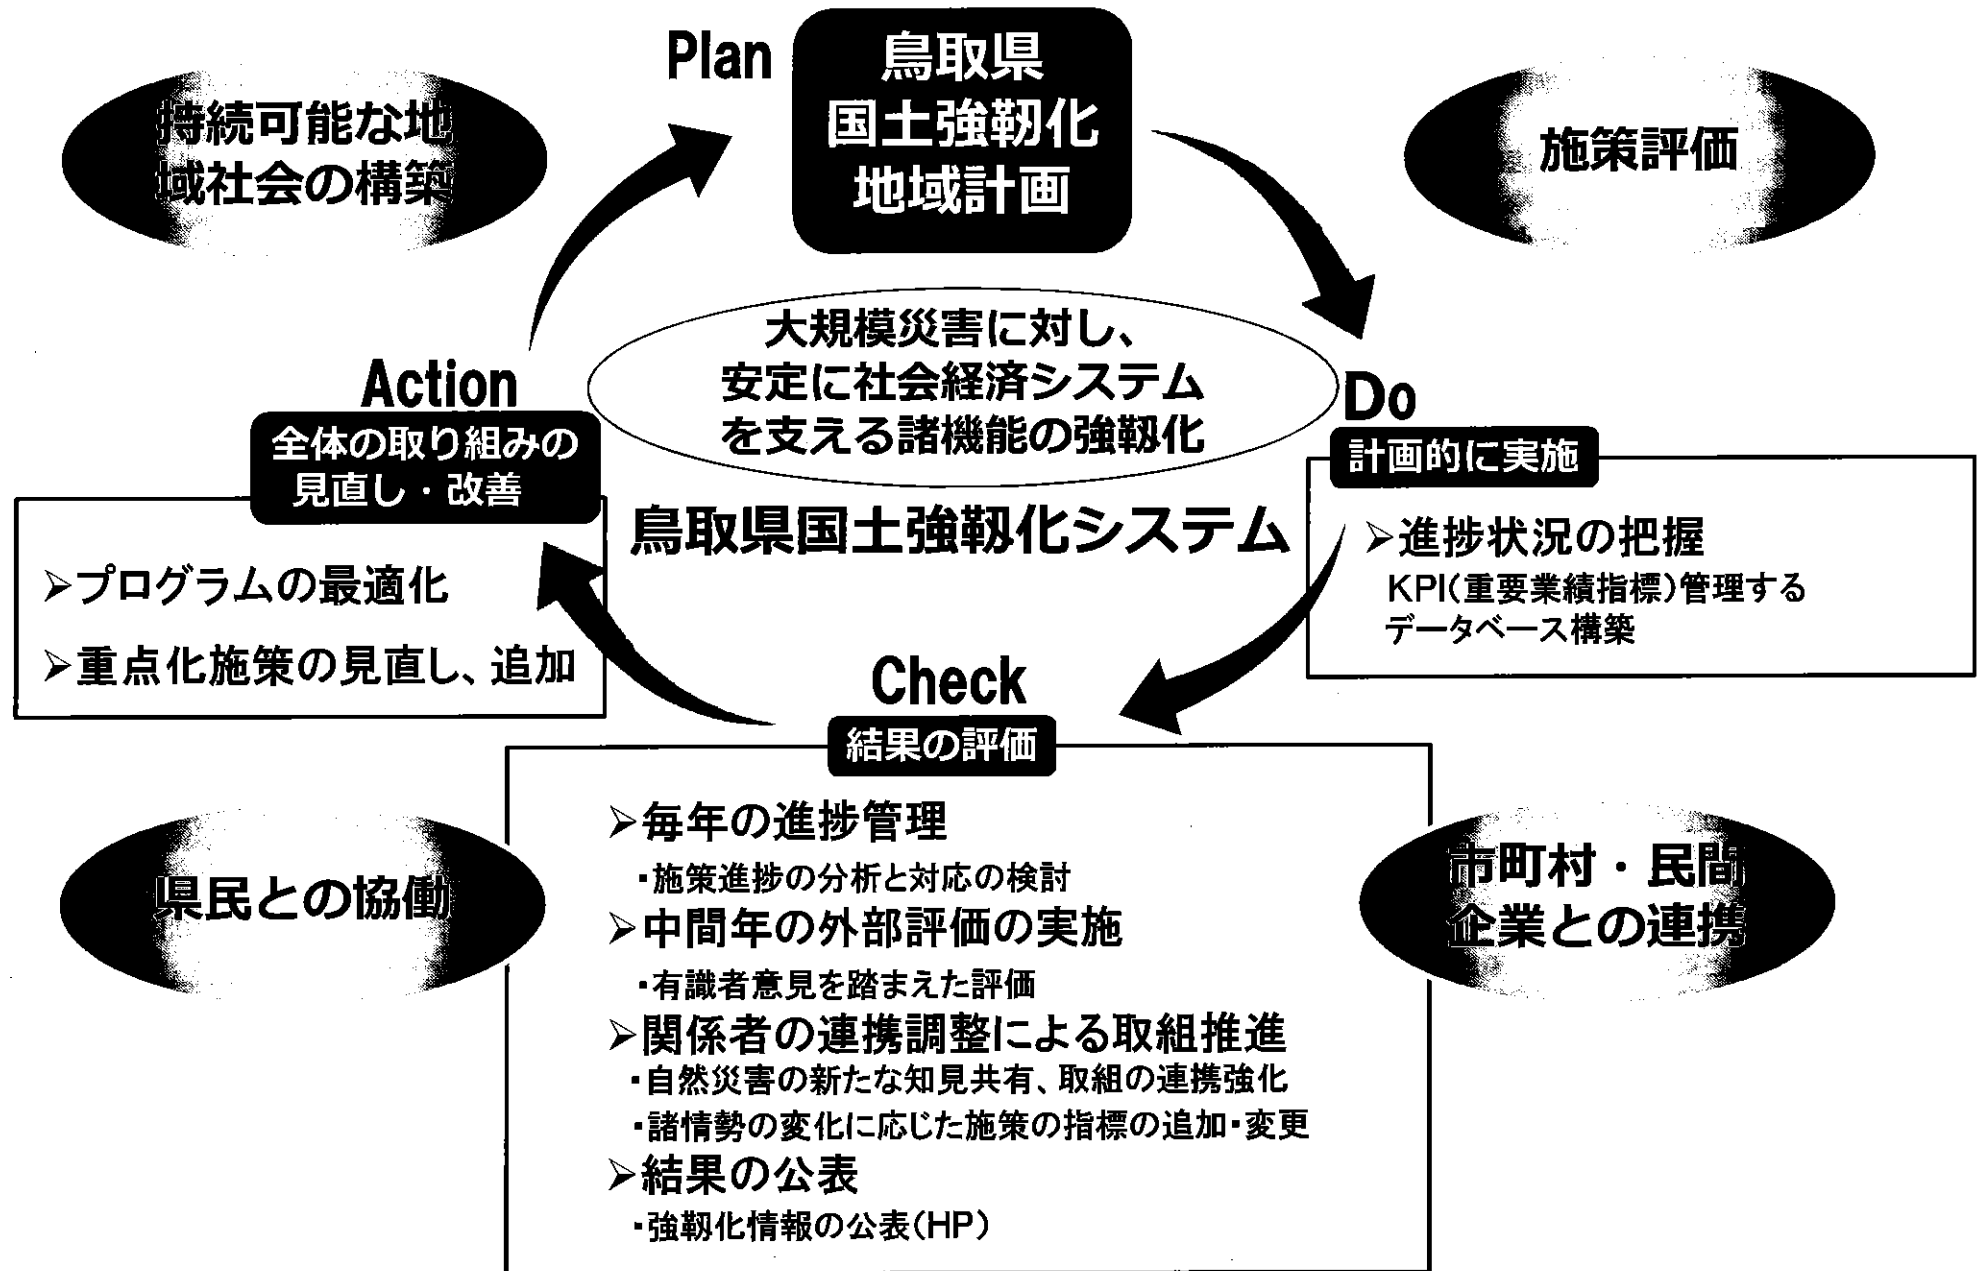 Plan
鳥取県
国土強靭化
地域計画
持続可能な地
域社会の構築
施策評価
大規模災害に対し、
安定に社会経済システム
を支える諸機能の強靱化
鳥取県国土強靱化システム
Do
計画的に実施
➢進捗状況の把握
KPI(重要業績指標)管理する
データベース構築
Action
全体の取り組みの
見直し・改善
➢プログラムの最適化
➢重点化施策の見直し、追加
Check
結果の評価
➢毎年の進捗管理
・施策進捗の分析と対応の検討
➢中間年の外部評価の実施
・有識者意見を踏まえた評価
➢関係者の連携調整による取組推進
・自然災害の新たな知見共有、取組の連携強化
・諸情勢の変化に応じた施策の指標の追加・変更
➢結果の公表
・強靱化情報の公表(HP)
県民との協働
市町村・民間
企業との連携